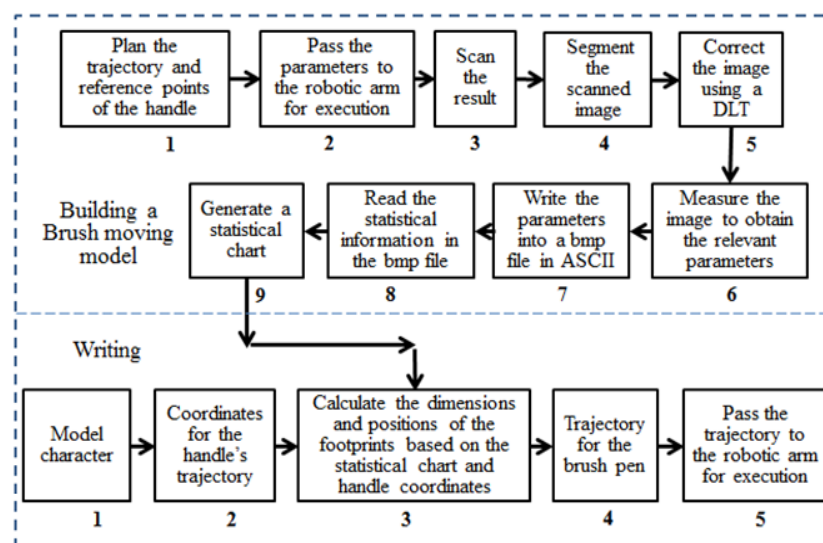 Plan the
trajectory and
reference points
of the handle
1
Pass the
parameters to
the robotic arm
for execution
2
Scan
the
result
3
Segment
the
scanned
image
4
Correct
the image
using a
DLT
5
Building a
Brush moving
model
Generate a
statistical
chart
9
Read the
statistical
information in
the bmp file
8
Write the
parameters
into a bmp
file in ASCII
7
Measure the
image to obtain
the relevant
parameters
6
Writing
Model
character
1
Coordinates
for the
handle's
trajectory
2
Calculate the dimensions
and positions of the
footprints based on the
statistical chart and
handle coordinates
3
Trajectory
for the
brush pen
4
Pass the
trajectory to
the robotic arm
for execution
5